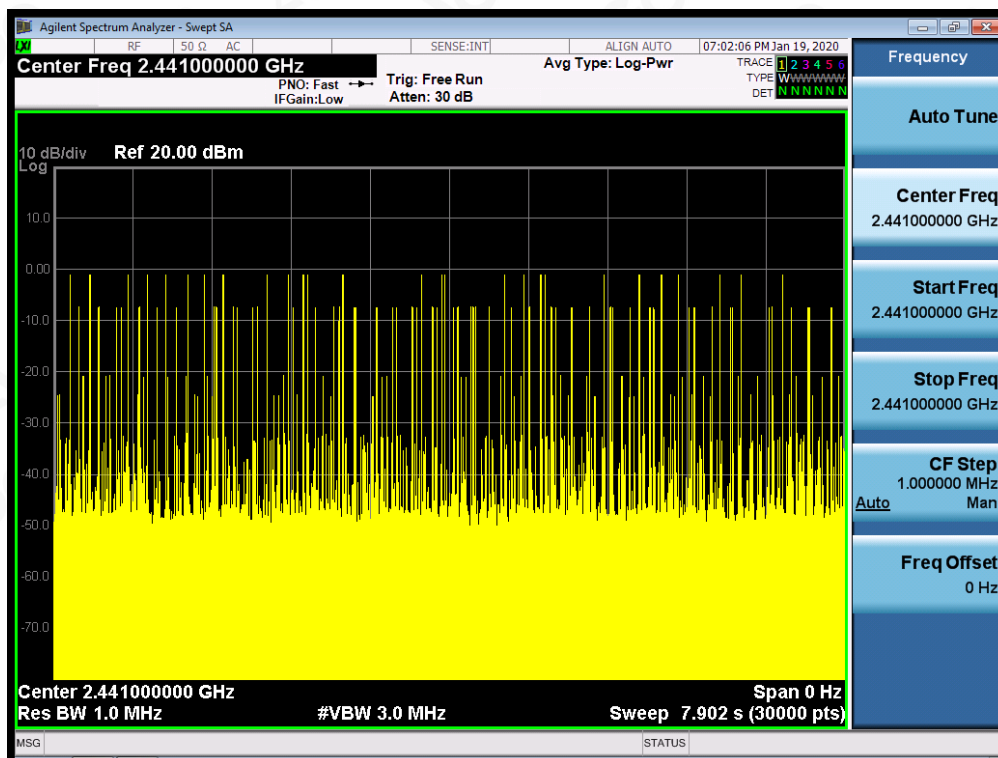 Agilent Spectrum Analyzer - Swept SA
LXI RF 50 Ω AC SENSE:INT ALIGN AUTO 07:02:06 PM Jan 19, 2020
Center Freq 2.441000000 GHz Avg Type: Log-Pwr TRACE 1 2 3 4 5 6
PNO: Fast Trig: Free Run TYPE WWWWWW
IFGain:Low Atten: 30 dB DET N N N N N N
10 dB/div Ref 20.00 dBm
Log
10.0
0.00
-10.0
-20.0
-30.0
-40.0
-50.0
-60.0
-70.0
Center 2.441000000 GHz Span 0 Hz
Res BW 1.0 MHz #VBW 3.0 MHz Sweep 7.902 s (30000 pts)
MSG STATUS
Frequency
Auto Tune
Center Freq
2.441000000 GHz
Start Freq
2.441000000 GHz
Stop Freq
2.441000000 GHz
CF Step
1.000000 MHz
Auto Man
Freq Offset
0 Hz